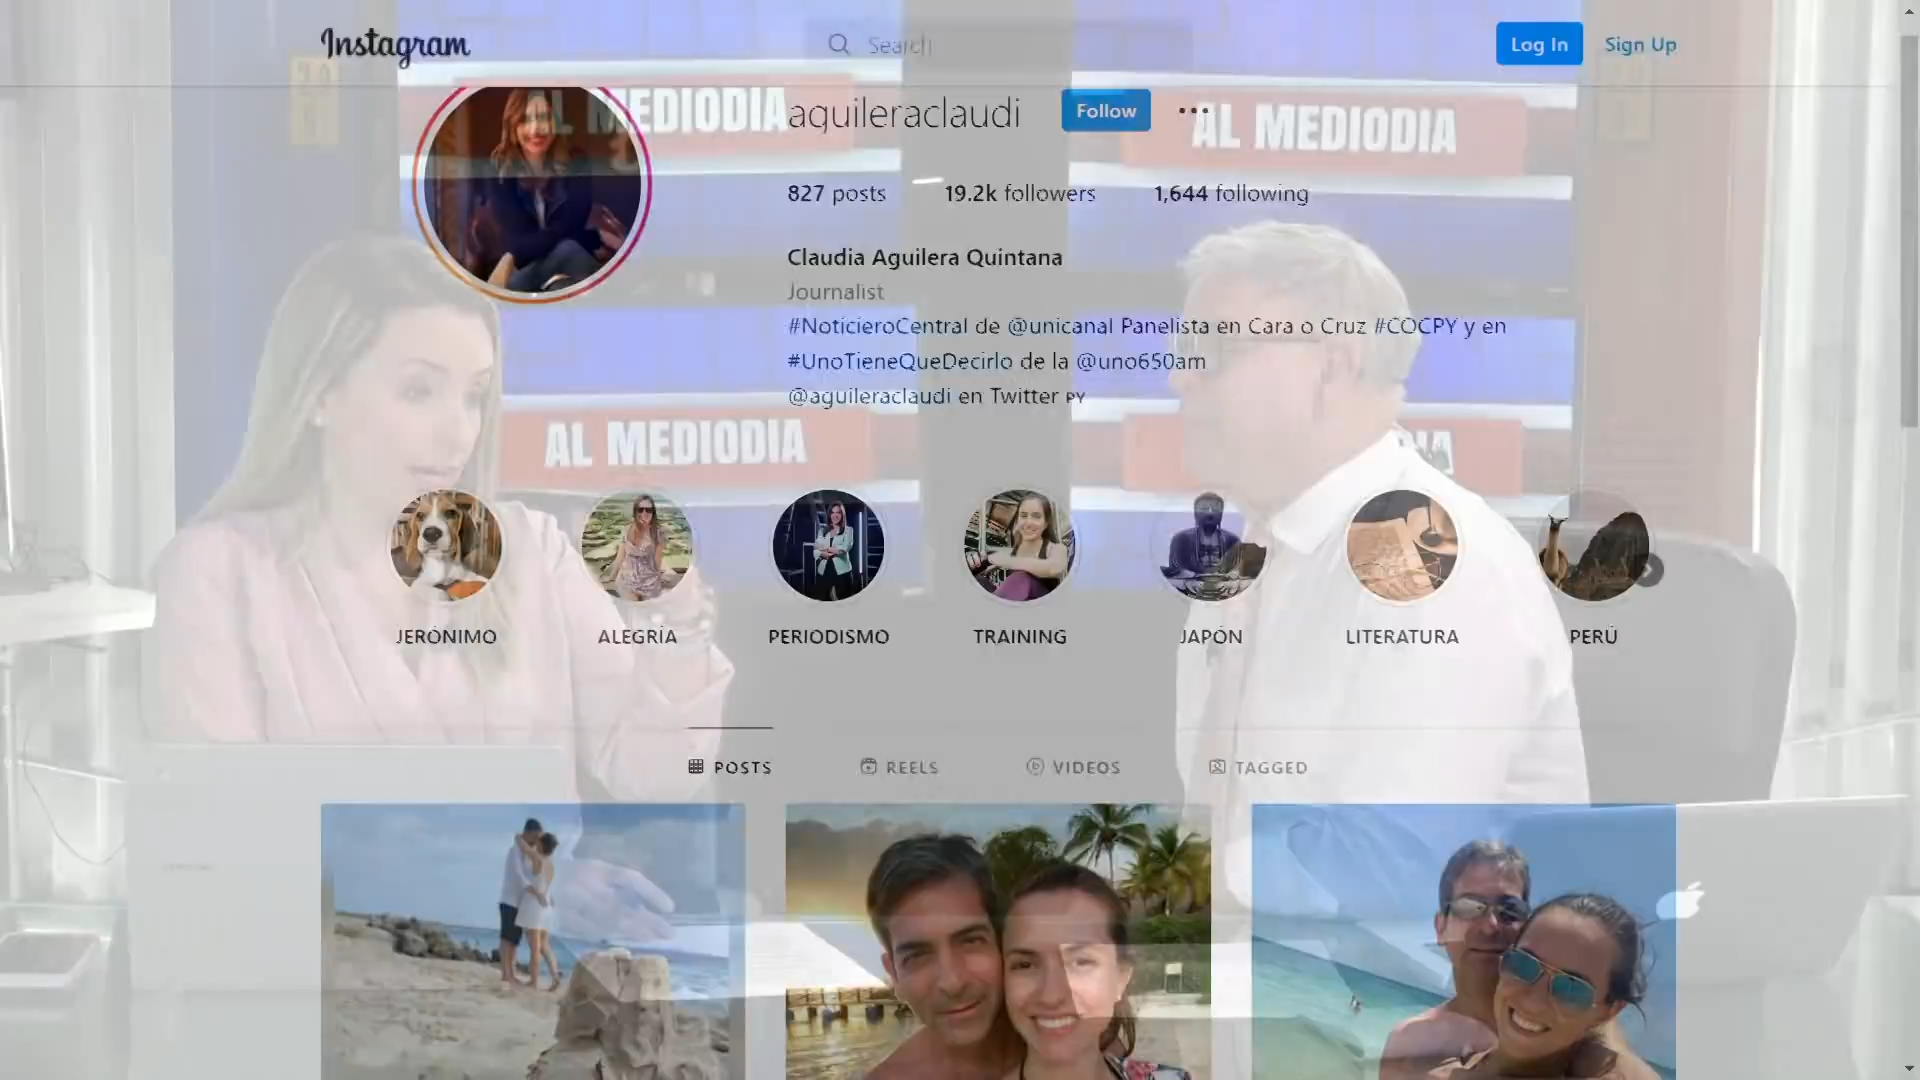 Instagram
Search
Log In
Sign Up
AL MEDIODIA
aguileraclaudi
Follow
AL MEDIODIA
827 posts
19.2k followers
1,644 following
Claudia Aguilera Quintana
Journalist
#NoticieroCentral de @unicanal Panelista en Cara o Cruz #COCPY y en
#UnoTieneQueDecirlo de la @uno650am
@aguileraclaudi en Twitter PY
AL MEDIODIA
JERÓNIMO
ALEGRÍA
PERIODISMO
TRAINING
JAPÓN
LITERATURA
PERÚ
POSTS
REELS
VIDEOS
TAGGED